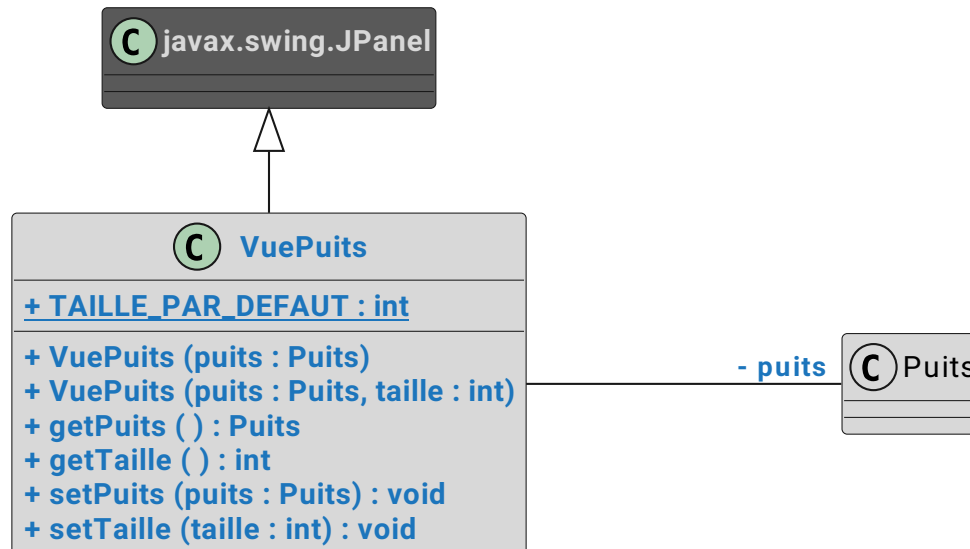 C javax.swing.JPanel
C VuePuits
+ TAILLE_PAR_DEFAUT : int
+ VuePuits (puits : Puits)
+ VuePuits (puits : Puits, taille : int)
+ getPuits ( ) : Puits
+ getTaille ( ) : int
+ setPuits (puits : Puits) : void
+ setTaille (taille : int) : void
- puits
C Puits